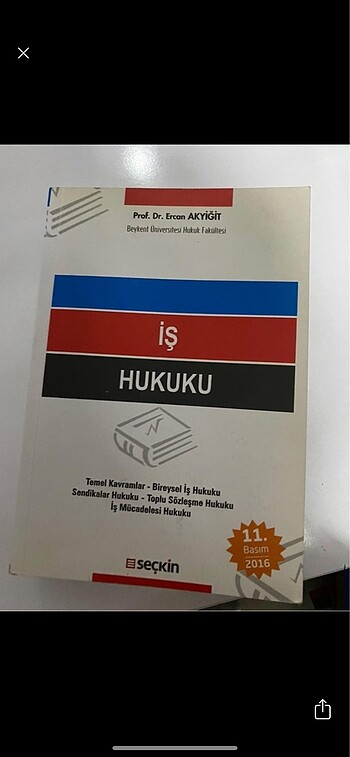 Prof. Dr. Ercan AKYİĞİT
Beykent Üniversitesi Hukuk Fakültesi
İŞ
HUKUKU
Temel Kavramlar - Bireysel İş Hukuku
Sendikalar Hukuku - Toplu Sözleşme Hukuku
İş Mücadelesi Hukuku
11.
Basım
2016
seçkin